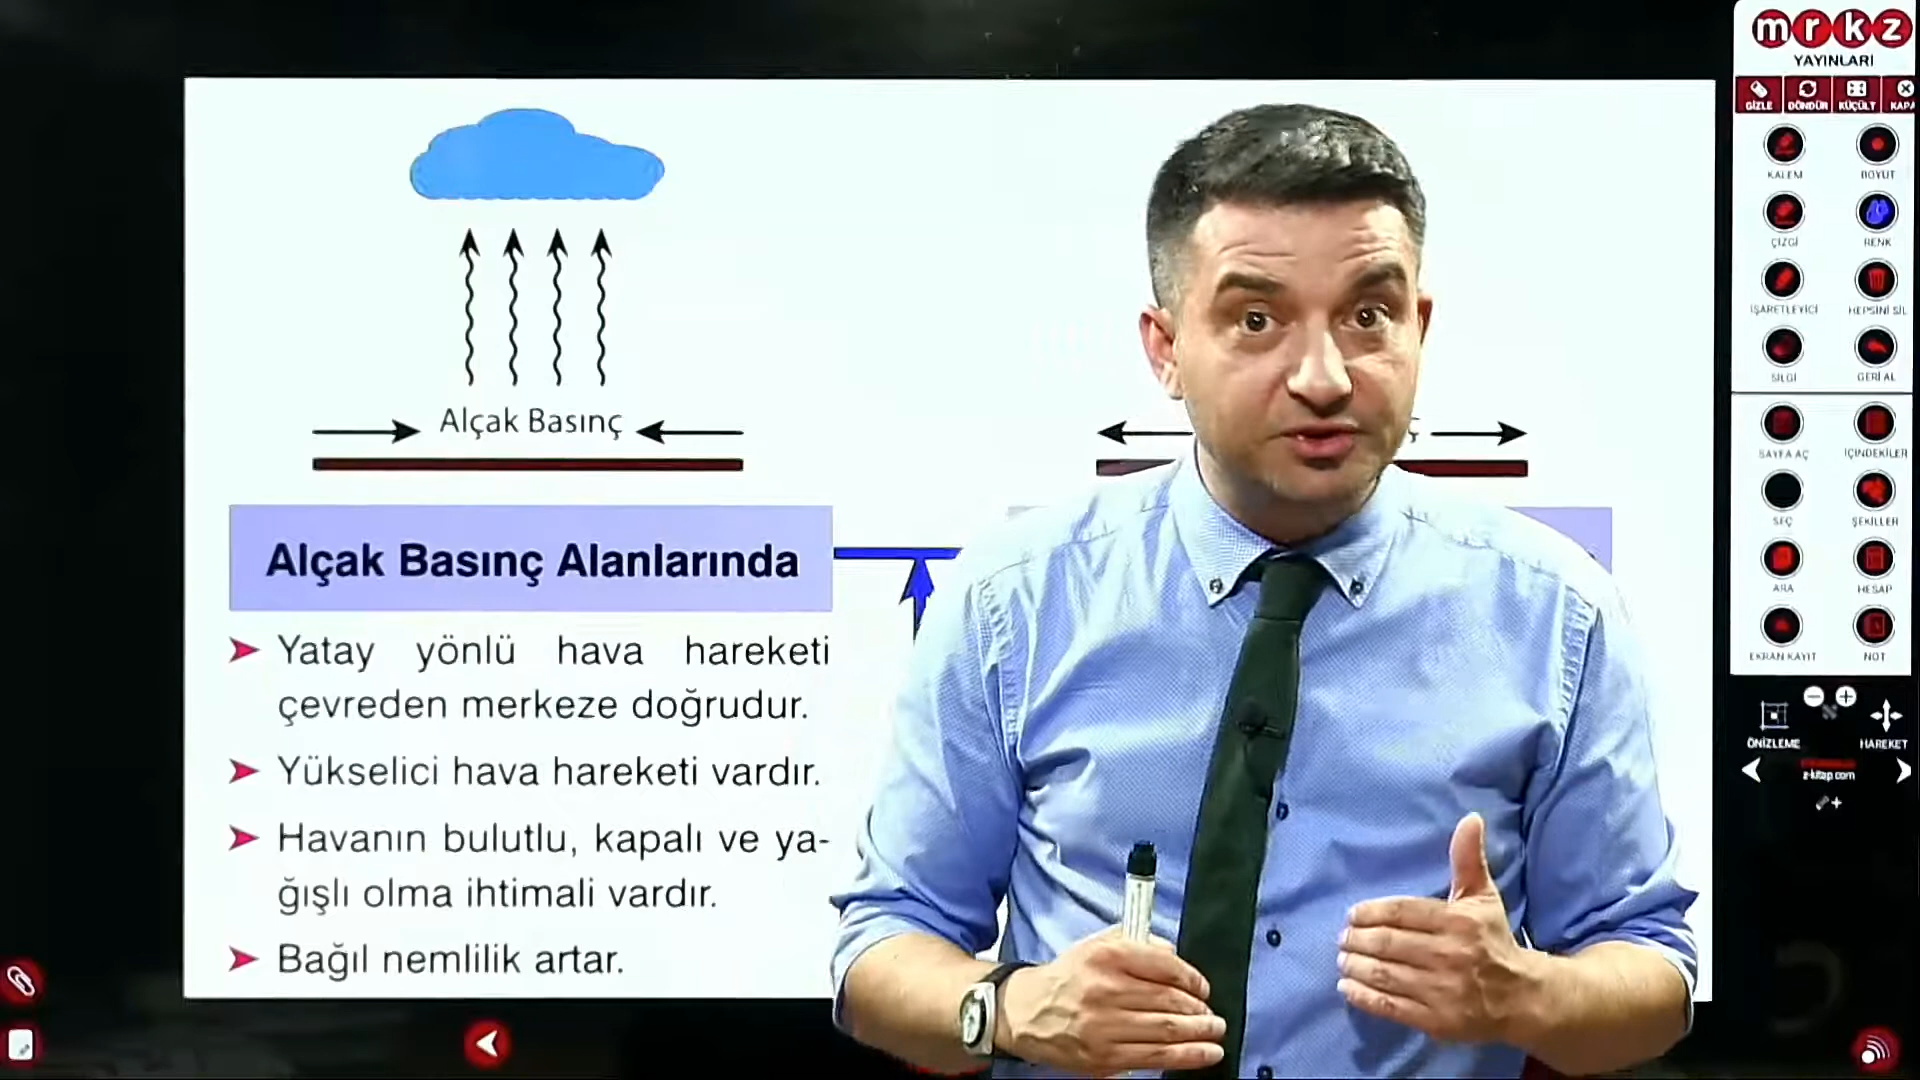 mrkz
YAYINLARI
GİZLE DÖNDÜR KÜÇÜLT
KALEM BOYUT
ÇİZGİ RENK
İŞARETLEYİCİ HEPSİNİ SİL
SİLGİ GERİ AL
SAYFA AÇ İÇİNDEKİLER
SEÇ ŞEKİLLER
ARA HESAP
EKRAN KAYIT NOT
ÖNİZLEME HAREKET
z-kitap.com
Alçak Basınç
Alçak Basınç Alanlarında
➤ Yatay yönlü hava hareketi
çevreden merkeze doğrudur.
➤ Yükselici hava hareketi vardır.
➤ Havanın bulutlu, kapalı ve ya-
ğışlı olma ihtimali vardır.
➤ Bağıl nemlilik artar.